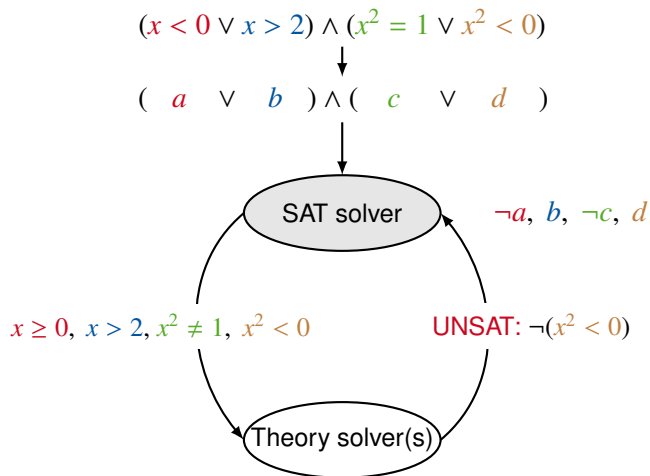 (x < 0 ∨ x > 2) ∧ (x² = 1 ∨ x² < 0)
( a ∨ b ) ∧ ( c ∨ d )
SAT solver
¬a, b, ¬c, d
x ≥ 0, x > 2, x² ≠ 1, x² < 0
UNSAT: ¬(x² < 0)
Theory solver(s)